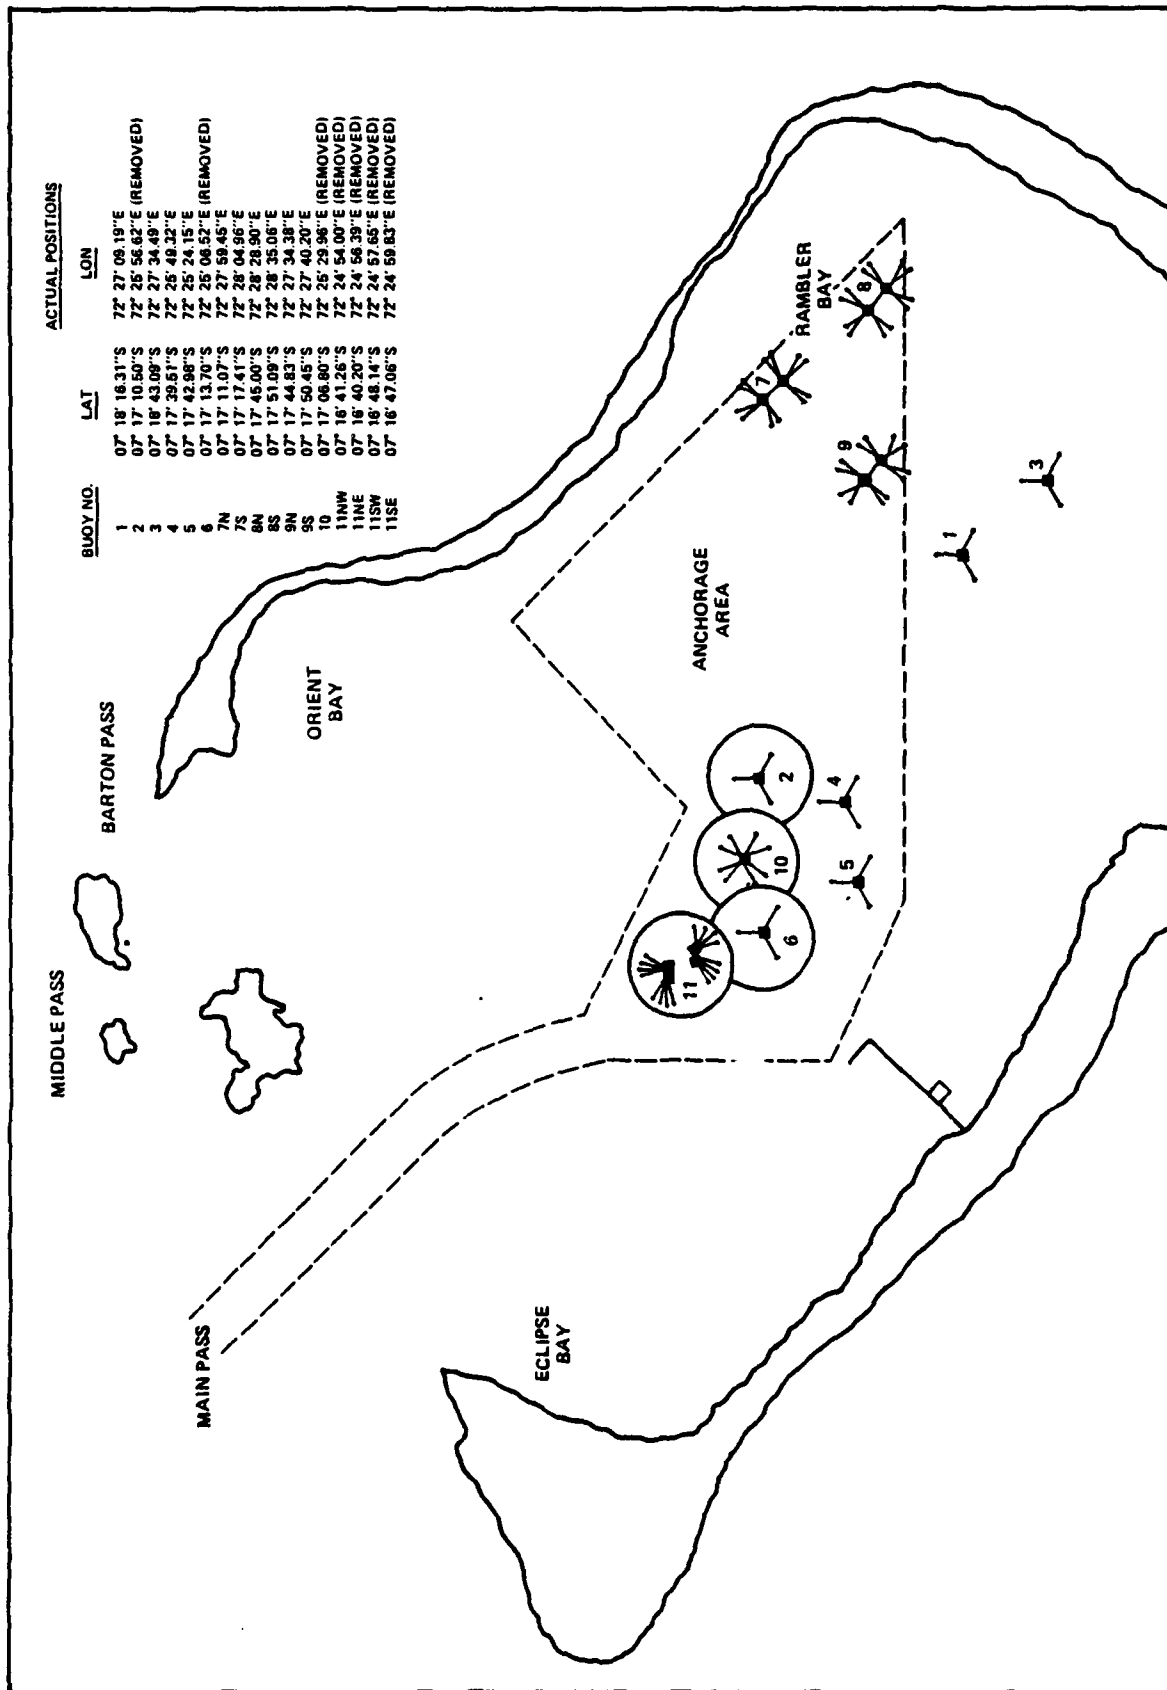 ACTUAL POSITIONS
BUOY NO. LAT LON
1 07° 18' 16.31"S 72° 27' 09.19"E
2 07° 17' 10.50"S 72° 25' 56.62"E (REMOVED)
3 07° 18' 43.09"S 72° 27' 34.49"E
4 07° 17' 39.51"S 72° 25' 49.32"E
5 07° 17' 42.98"S 72° 25' 24.15"E
6 07° 17' 13.70"S 72° 25' 06.52"E (REMOVED)
7N 07° 17' 11.07"S 72° 27' 59.45"E
7S 07° 17' 17.41"S 72° 28' 04.96"E
8N 07° 17' 45.00"S 72° 28' 28.90"E
8S 07° 17' 51.09"S 72° 28' 35.06"E
9N 07° 17' 44.83"S 72° 27' 34.38"E
9S 07° 17' 50.45"S 72° 27' 40.20"E
10 07° 17' 06.80"S 72° 25' 29.96"E (REMOVED)
11NW 07° 16' 41.26"S 72° 24' 54.00"E (REMOVED)
11NE 07° 16' 40.20"S 72° 24' 56.39"E (REMOVED)
11SW 07° 16' 48.14"S 72° 24' 57.65"E (REMOVED)
11SE 07° 16' 47.06"S 72° 24' 59.83"E (REMOVED)
MIDDLE PASS
BARTON PASS
MAIN PASS
ORIENT
BAY
ECLIPSE
BAY
ANCHORAGE
AREA
RAMBLER
BAY
11
6
10
2
5
4
7
9
8
1
3